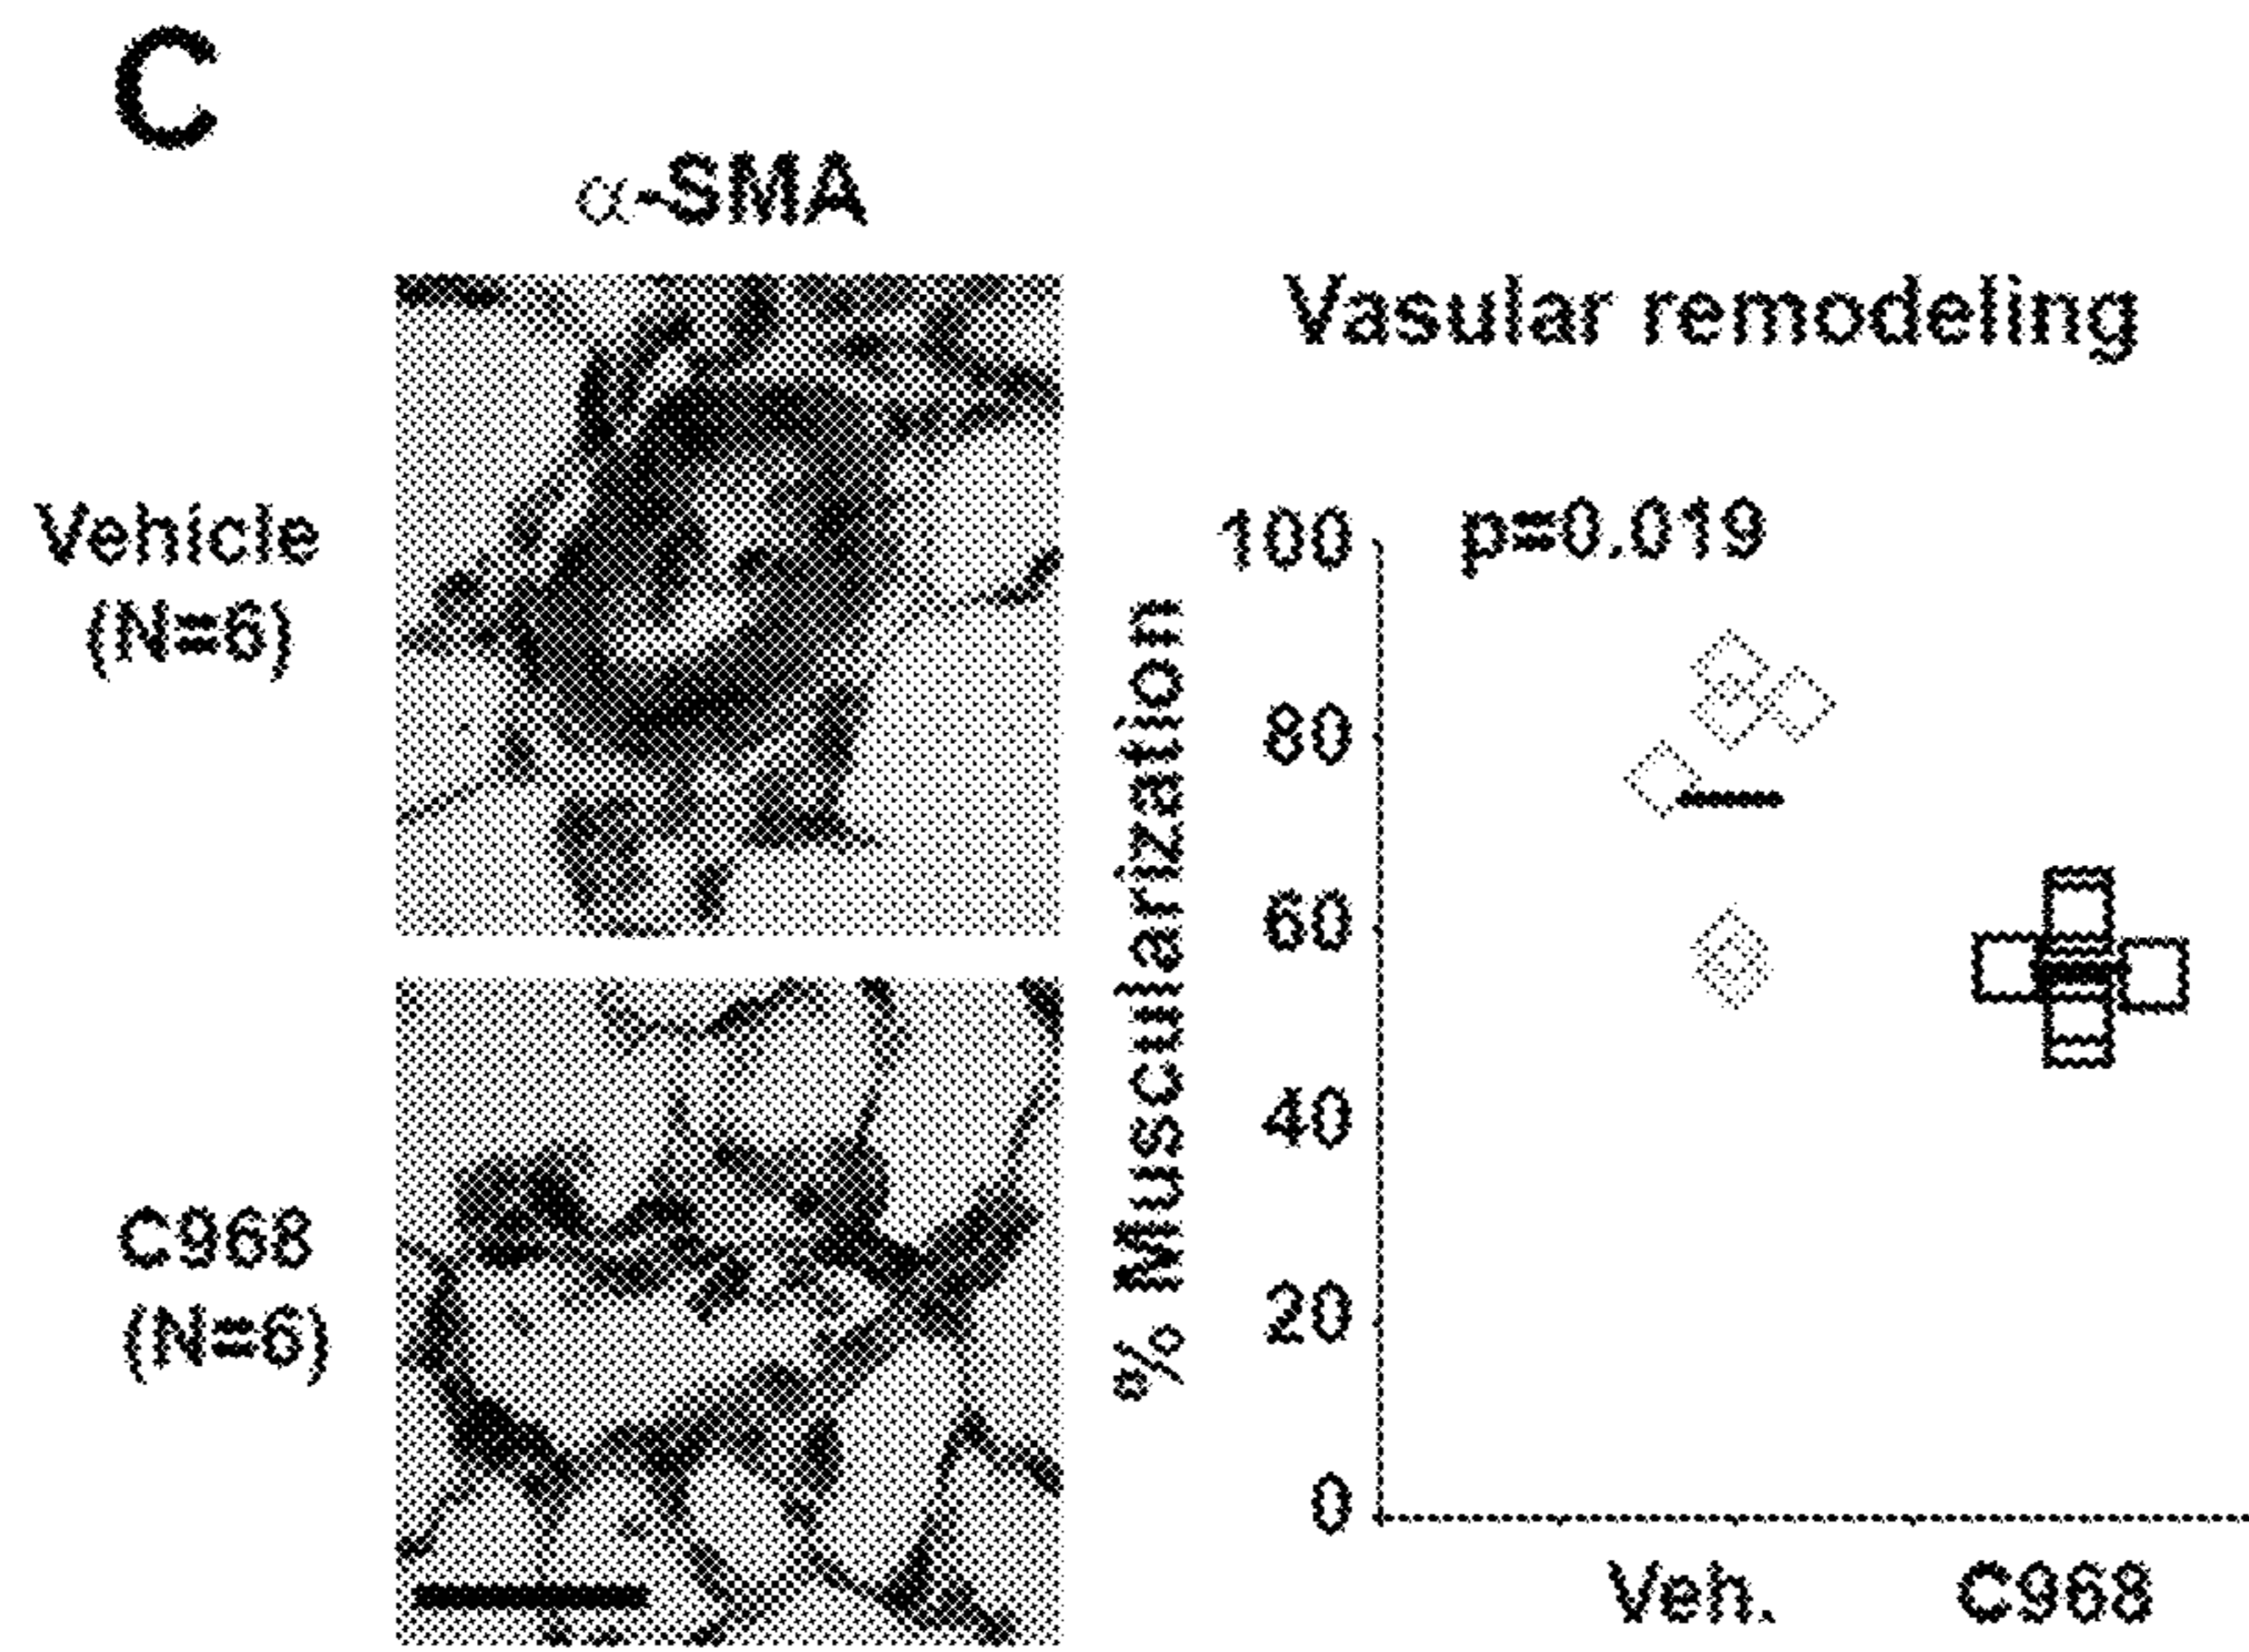 C
α-SMA
Vehicle
(N=6)
C968
(N=6)
Vasular remodeling
p=0.019
% Muscularization
100
80
60
40
20
0
Veh. C968